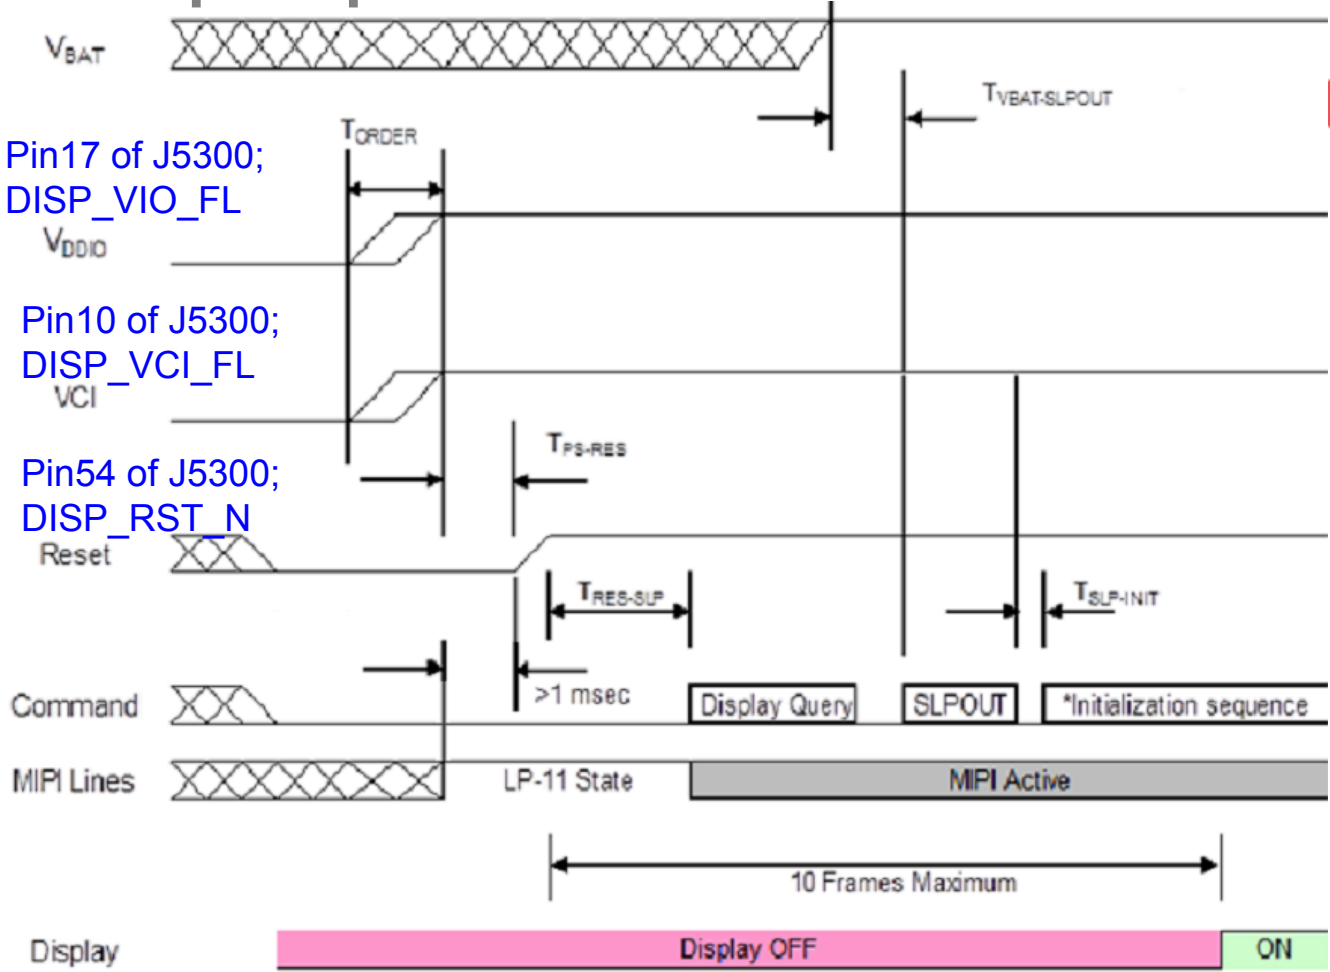 VBAT
TVBAT-SLPOUT
TORDER
Pin17 of J5300;
DISP_VIO_FL
VDDIO
Pin10 of J5300;
DISP_VCI_FL
VCI
TPS-RES
Pin54 of J5300;
DISP_RST_N
Reset
TRES-SLP
TSLP-INIT
>1 msec
Command
Display Query
SLPOUT
*Initialization sequence
MIPI Lines
LP-11 State
MIPI Active
10 Frames Maximum
Display
Display OFF
ON